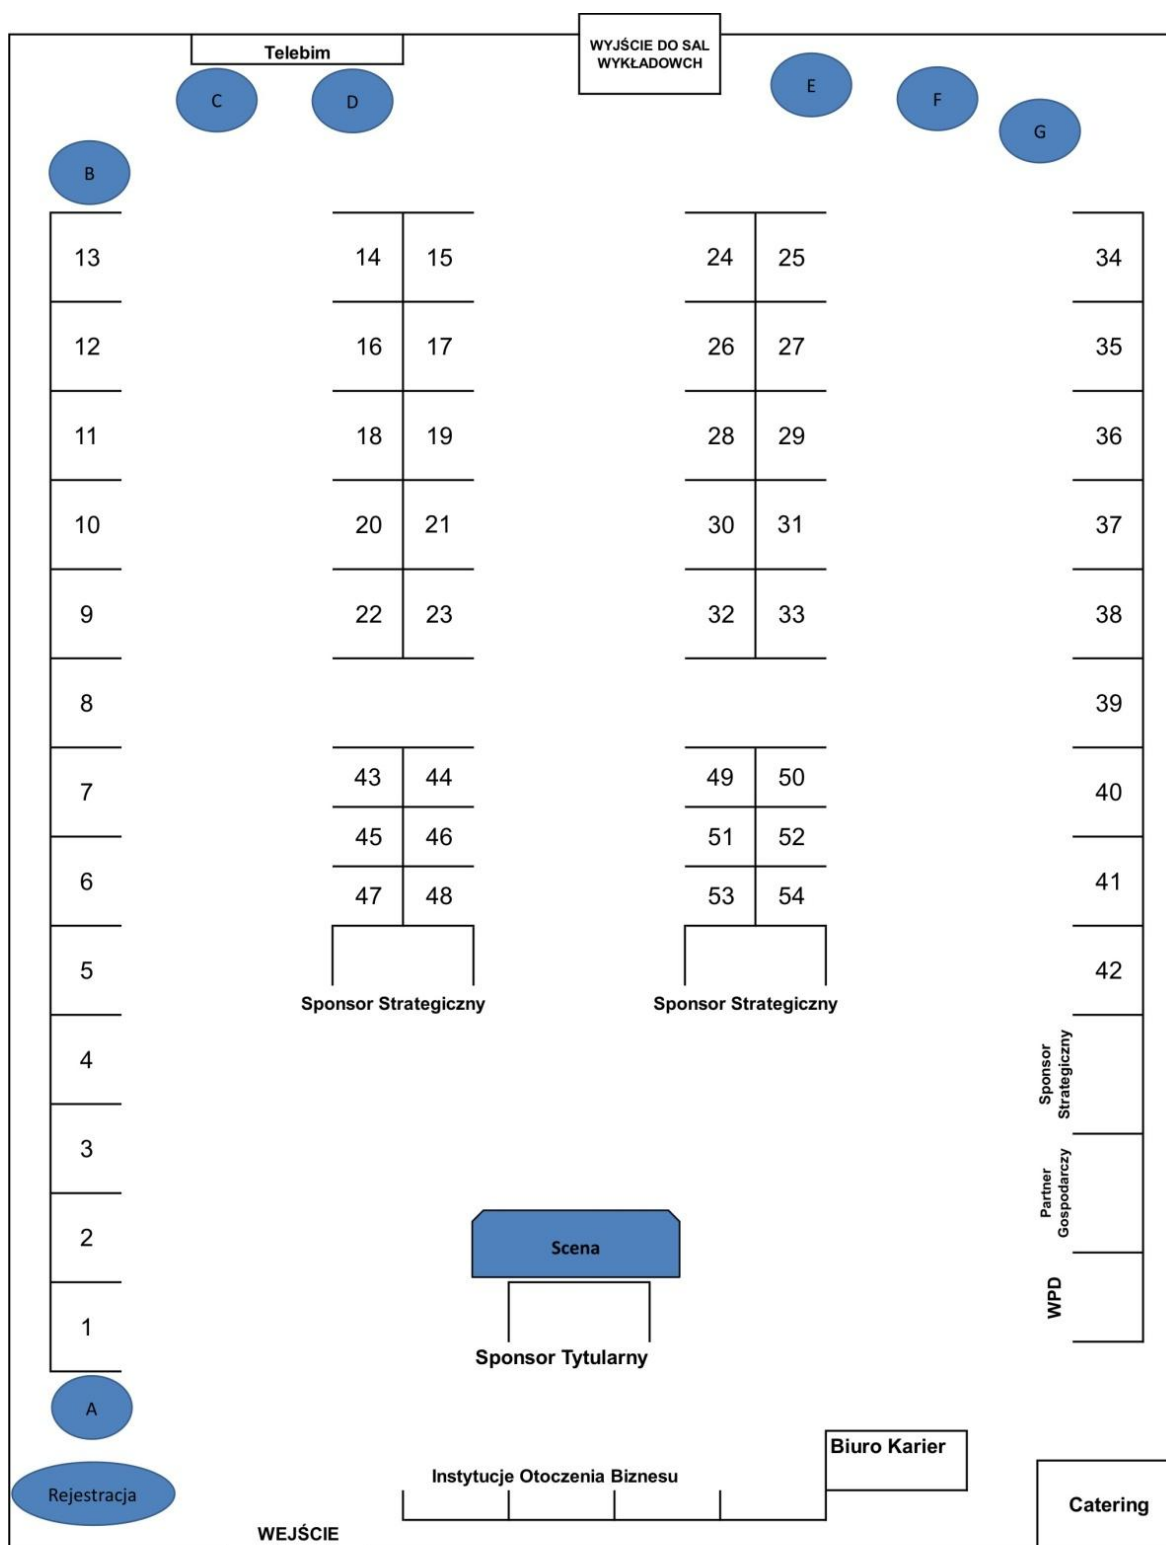 Telebim
WYJŚCIE DO SAL
WYKŁADOWCH
C
D
E
F
G
B
13
14
15
24
25
34
12
16
17
26
27
35
11
18
19
28
29
36
10
20
21
30
31
37
9
22
23
32
33
38
8
39
7
43
44
49
50
40
45
46
51
52
6
47
48
53
54
41
5
42
Sponsor Strategiczny
Sponsor Strategiczny
4
Sponsor
Strategiczny
3
Partner
Gospodarczy
2
Scena
WPD
1
Sponsor Tytularny
A
Biuro Karier
Instytucje Otoczenia Biznesu
Rejestracja
Catering
WEJŚCIE